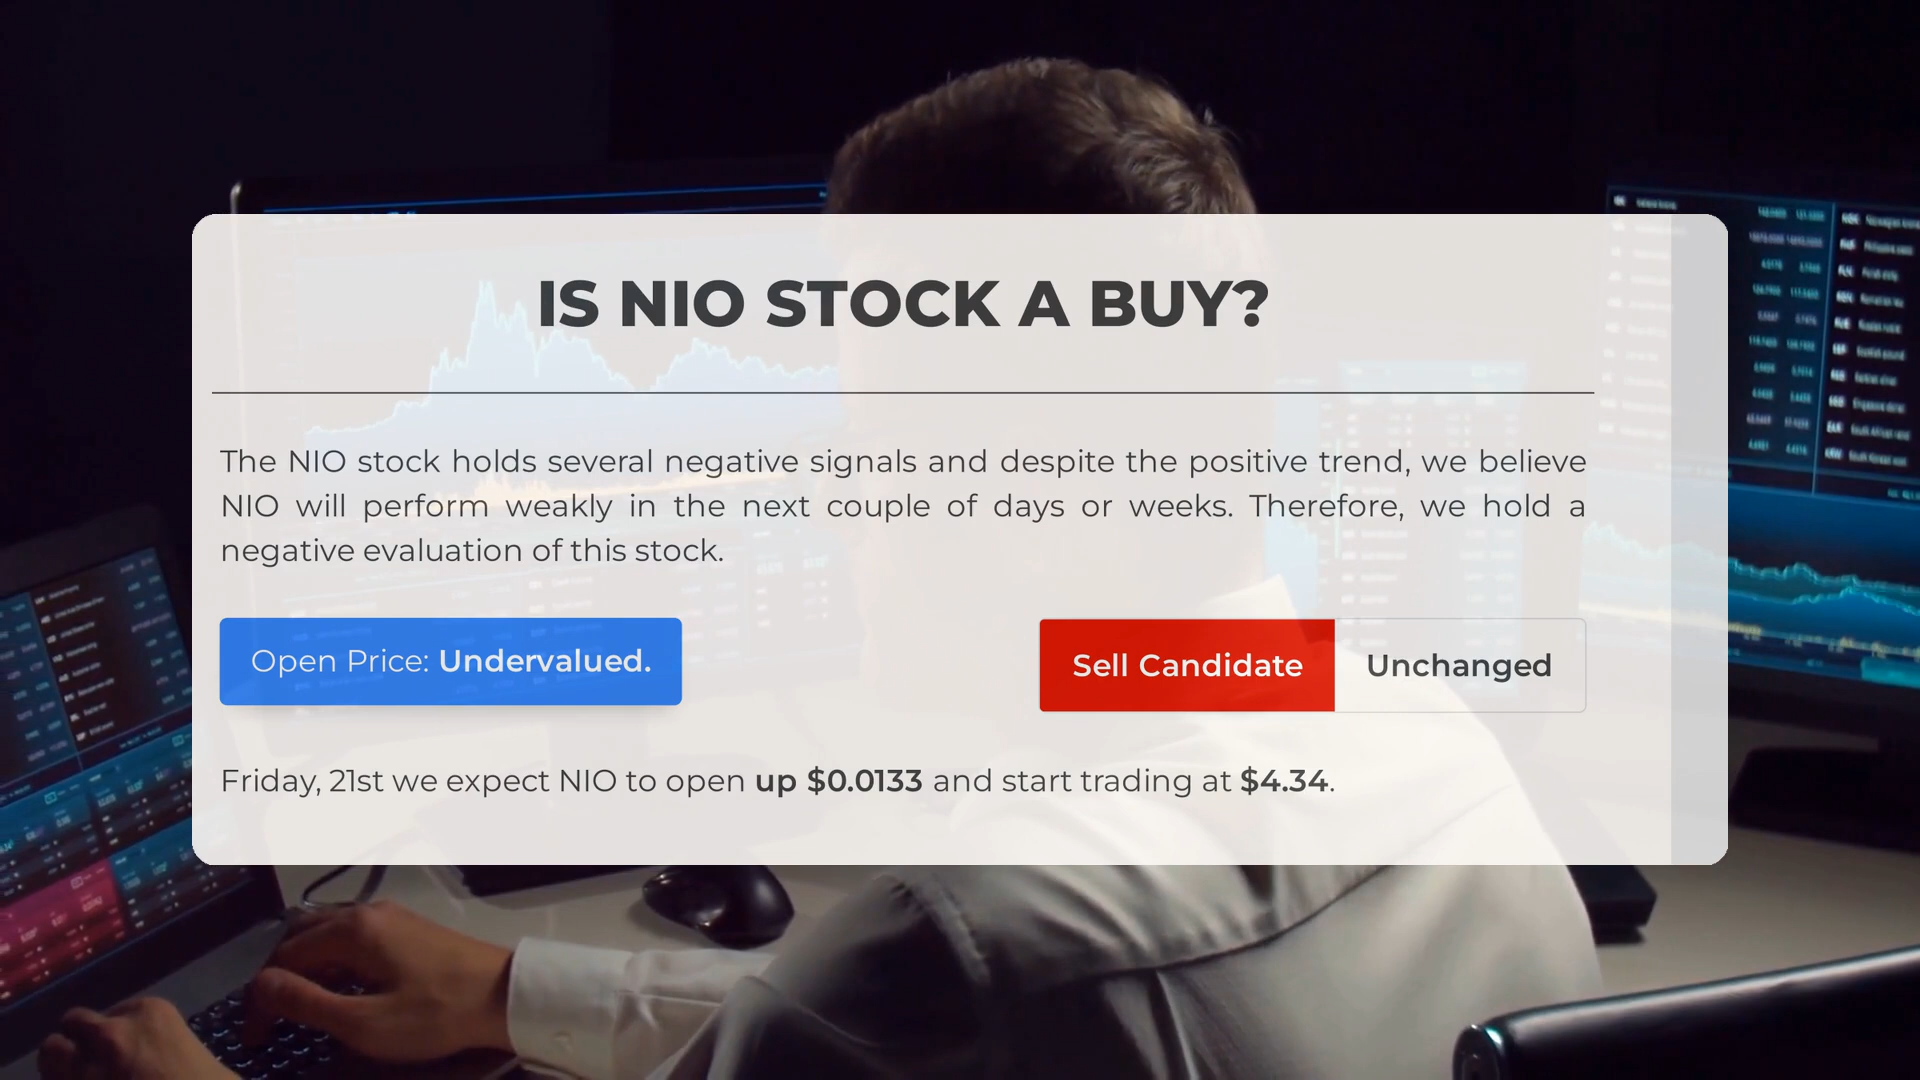 IS NIO STOCK A BUY?
The NIO stock holds several negative signals and despite the positive trend, we believe
NIO will perform weakly in the next couple of days or weeks. Therefore, we hold a
negative evaluation of this stock.
Open Price: Undervalued.
Sell Candidate Unchanged
Friday, 21st we expect NIO to open up $0.0133 and start trading at $4.34.